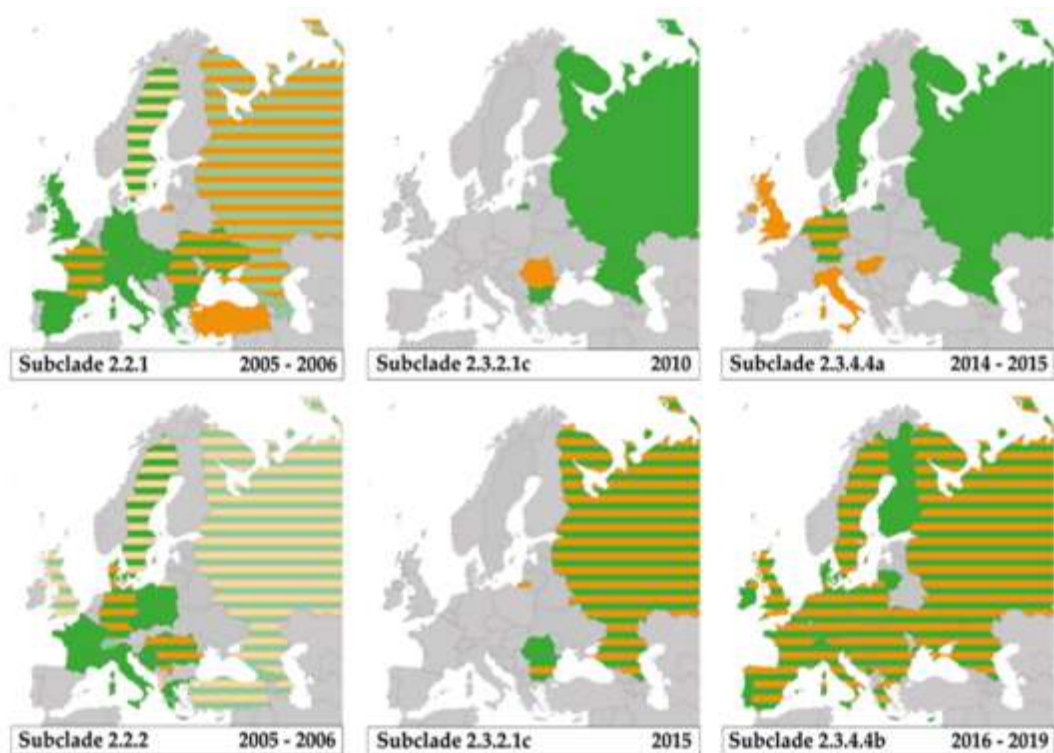 Subclade 2.2.1 2005 - 2006
Subclade 2.3.2.1c 2010
Subclade 2.3.4.4a 2014 - 2015
Subclade 2.2.2 2005 - 2006
Subclade 2.3.2.1c 2015
Subclade 2.3.4.4b 2016 - 2019